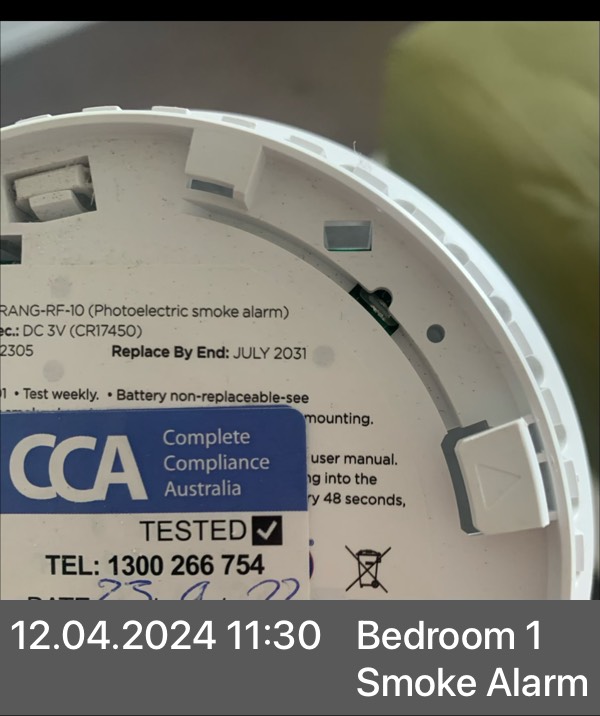 RANG-RF-10 (Photoelectric smoke alarm)
ec.: DC 3V (CR17450)
2305 Replace By End: JULY 2031
01 • Test weekly. • Battery non-replaceable-see
mounting.
user manual.
ng into the
ry 48 seconds,
CCA Complete
Compliance
Australia
TESTED
TEL: 1300 266 754
12.04.2024 11:30 Bedroom 1
Smoke Alarm